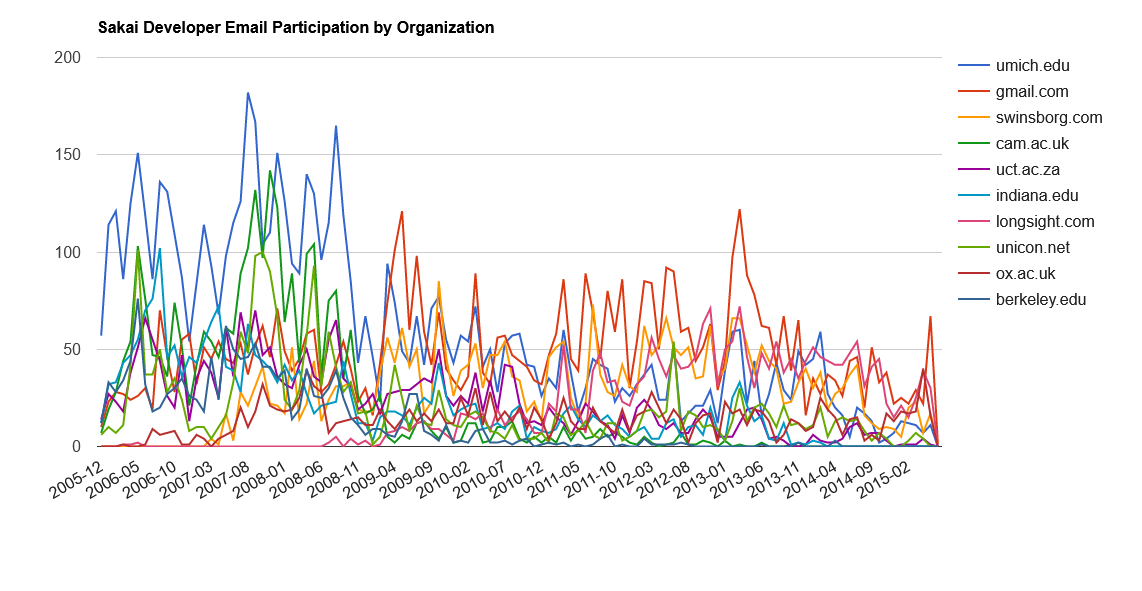 Sakai Developer Email Participation by Organization
200
150
100
50
0
umich.edu
gmail.com
swinsborg.com
cam.ac.uk
uct.ac.za
indiana.edu
longsight.com
unicon.net
ox.ac.uk
berkeley.edu
2005-12
2006-05
2006-10
2007-03
2007-08
2008-01
2008-06
2008-11
2009-04
2009-09
2010-02
2010-07
2010-12
2011-05
2011-10
2012-03
2012-08
2013-01
2013-06
2013-11
2014-04
2014-09
2015-02